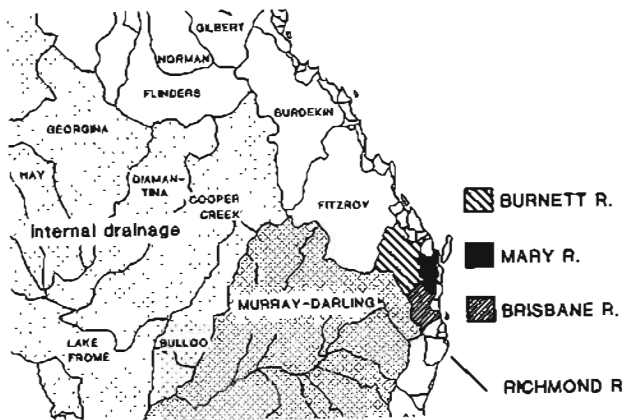 GILBERT
NORMAN
FLINDERS
BURDEKIN
GEORGINA
HAY
DIAMAN-
TINA
COOPER
CREEK
FITZROY
Internal drainage
MURRAY-DARLING
LAKE
FROME
BULLOO
BURNETT R.
MARY R.
BRISBANE R.
RICHMOND R